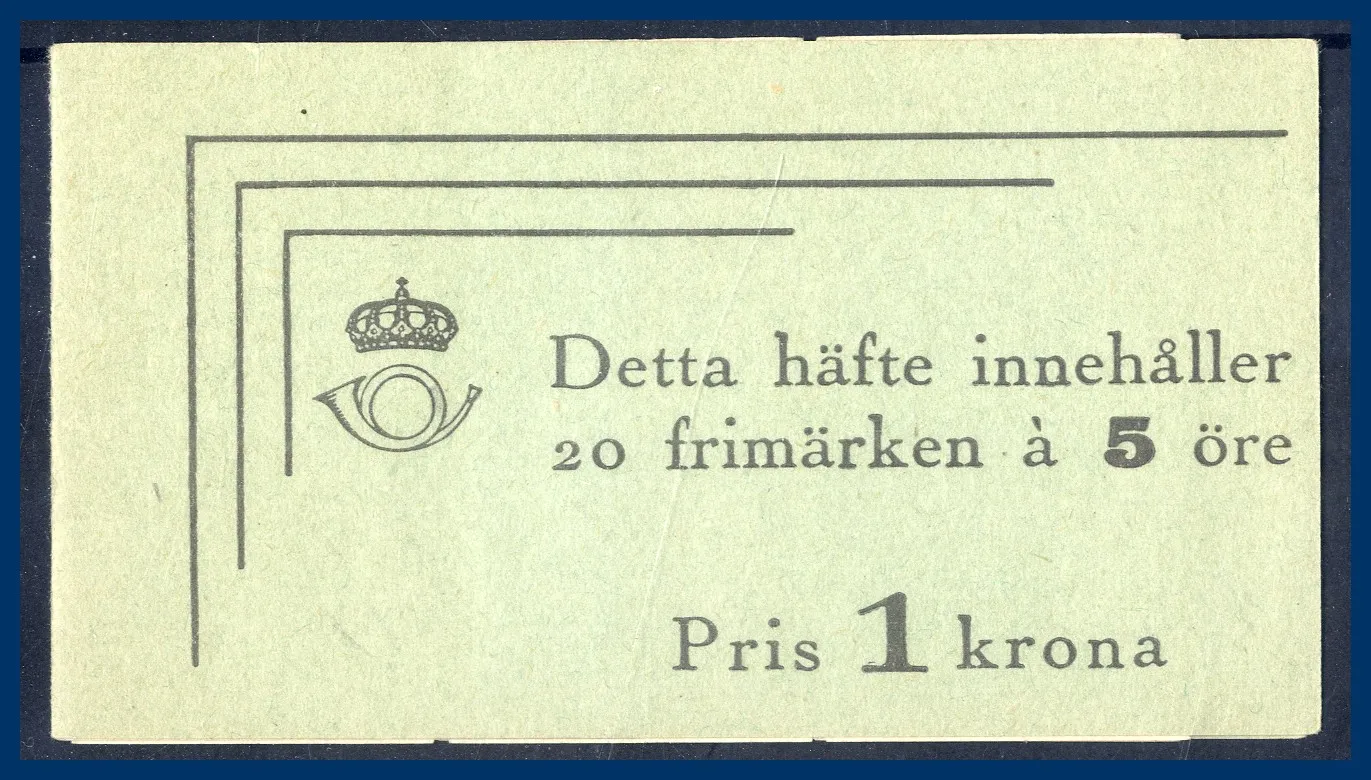 Detta häfte innehåller
20 frimärken à 5 öre
Pris 1 krona